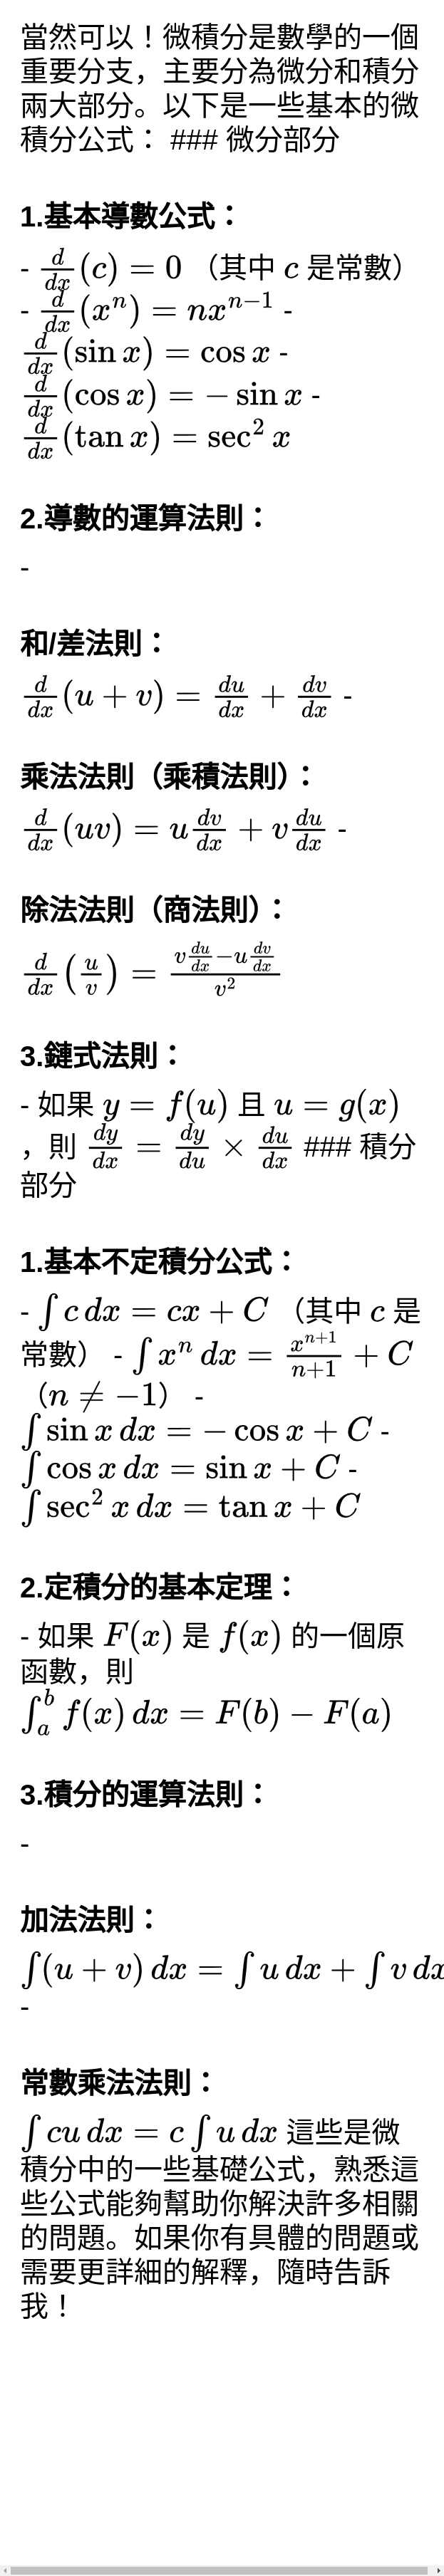 當然可以！微積分是數學的一個
重要分支，主要分為微分和積分
兩大部分。以下是一些基本的微
積分公式： ### 微分部分
1.基本導數公式：
- \frac{d}{dx}(c) = 0 （其中 c 是常數）
- \frac{d}{dx}(x^n) = nx^{n-1} -
\frac{d}{dx}(\sin x) = \cos x -
\frac{d}{dx}(\cos x) = -\sin x -
\frac{d}{dx}(\tan x) = \sec^2 x
2.導數的運算法則：
-
和/差法則：
\frac{d}{dx}(u + v) = \frac{du}{dx} + \frac{dv}{dx} -
乘法法則（乘積法則）：
\frac{d}{dx}(uv) = u\frac{dv}{dx} + v\frac{du}{dx} -
除法法則（商法則）：
\frac{d}{dx}\left(\frac{u}{v}\right) = \frac{v\frac{du}{dx} - u\frac{dv}{dx}}{v^2}
3.鏈式法則：
- 如果 y = f(u) 且 u = g(x)
，則 \frac{dy}{dx} = \frac{dy}{du} \times \frac{du}{dx} ### 積分
部分
1.基本不定積分公式：
- \int c \, dx = cx + C （其中 c 是
常數） - \int x^n \, dx = \frac{x^{n+1}}{n+1} + C
（n \neq -1） -
\int \sin x \, dx = -\cos x + C -
\int \cos x \, dx = \sin x + C -
\int \sec^2 x \, dx = \tan x + C
2.定積分的基本定理：
- 如果 F(x) 是 f(x) 的一個原
函數，則
\int_a^b f(x) \, dx = F(b) - F(a)
3.積分的運算法則：
-
加法法則：
\int (u + v) \, dx = \int u \, dx + \int v \, dx
-
常數乘法法則：
\int cu \, dx = c \int u \, dx 這些是微
積分中的一些基礎公式，熟悉這
些公式能夠幫助你解決許多相關
的問題。如果你有具體的問題或
需要更詳細的解釋，隨時告訴
我！